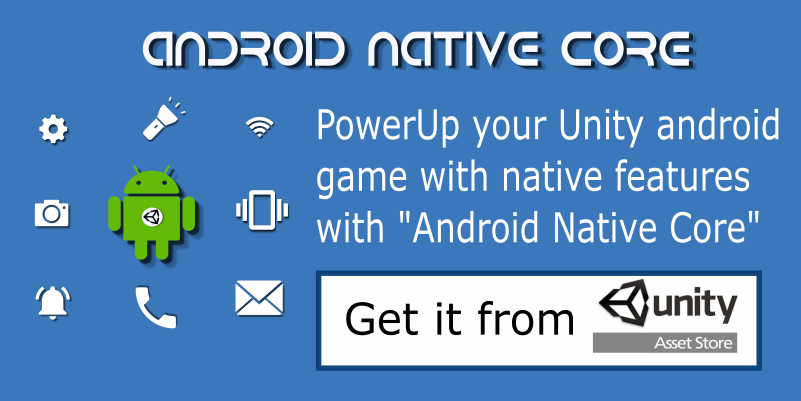 ANDROID NATIVE CORE
PowerUp your Unity android
game with native features
with "Android Native Core"
Get it from unity
Asset Store